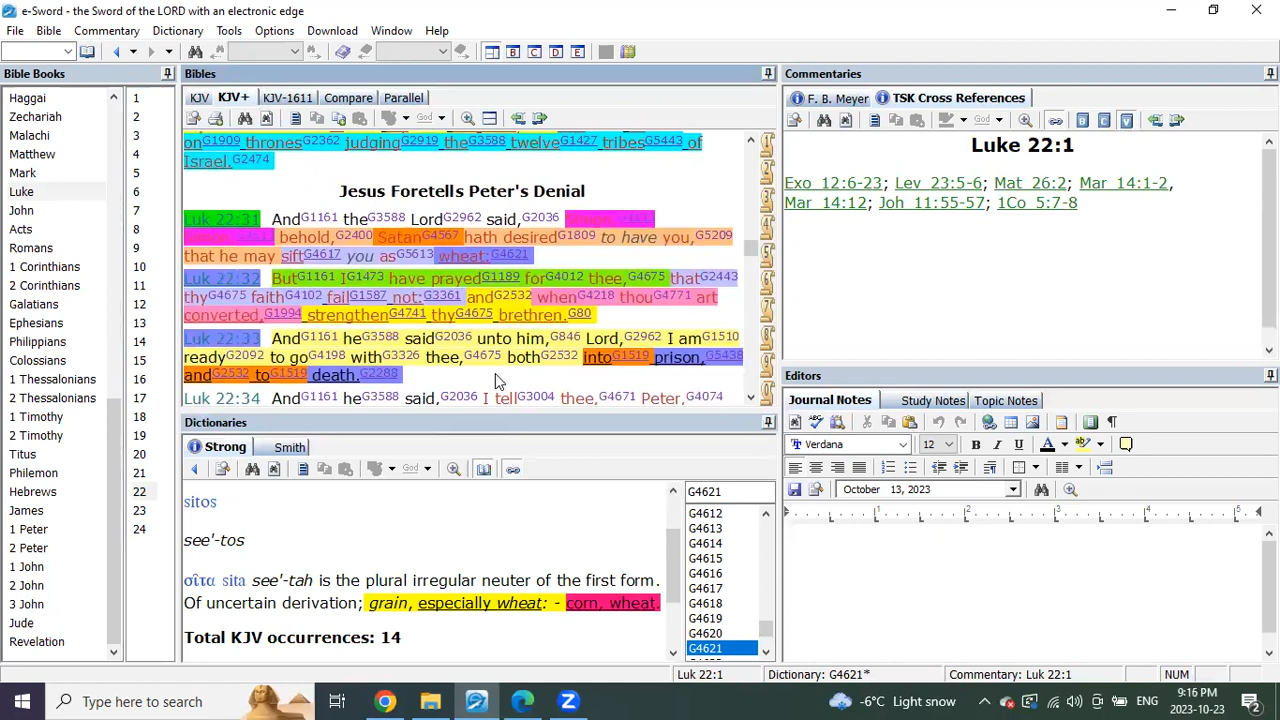 e-Sword - the Sword of the LORD with an electronic edge
File Bible Commentary Dictionary Tools Options Download Window Help
B C D E
Bible Books
Haggai
Zechariah
Malachi
Matthew
Mark
Luke
John
Acts
Romans
1 Corinthians
2 Corinthians
Galatians
Ephesians
Philippians
Colossians
1 Thessalonians
2 Thessalonians
1 Timothy
2 Timothy
Titus
Philemon
Hebrews
James
1 Peter
2 Peter
1 John
2 John
3 John
Jude
Revelation
1
2
3
4
5
6
7
8
9
10
11
12
13
14
15
16
17
18
19
20
21
22
23
24
Bibles
KJV KJV+ KJV-1611 Compare Parallel
God
onG1909 thronesG2362 judgingG2919 theG3588 twelveG1427 tribesG5443 of
Israel.G2474
Jesus Foretells Peter's Denial
Luk 22:31 AndG1161 theG3588 LordG2962 said,G2036
behold,G2400 SatanG4567 hath desiredG1809 to have you,G5209
that he may siftG4617 you asG5613 wheat:G4621
Luk 22:32 ButG1161 IG1473 have prayedG1189 forG4012 thee,G4675 thatG2443
thyG4675 faithG4102 failG1587 not:G3361 andG2532 whenG4218 thouG4771 art
converted,G1994 strengthenG4741 thyG4675 brethren.G80
Luk 22:33 AndG1161 heG3588 saidG2036 unto him,G846 Lord,G2962 I amG1510
readyG2092 to goG4198 withG3326 thee,G4675 bothG2532 intoG1519 prison,G5438
andG2532 toG1519 death.G2288
Luk 22:34 AndG1161 heG3588 said,G2036 I tellG3004 thee,G4671 Peter,G4074
Dictionaries
Strong Smith
God
sitos
see'-tos
σῖτα sita see'-tah is the plural irregular neuter of the first form.
Of uncertain derivation; grain, especially wheat: - corn, wheat.
Total KJV occurrences: 14
G4621
G4612
G4613
G4614
G4615
G4616
G4617
G4618
G4619
G4620
G4621
Commentaries
F. B. Meyer TSK Cross References
God B C V
Luke 22:1
Exo 12:6-23; Lev 23:5-6; Mat 26:2; Mar 14:1-2,
Mar 14:12; Joh 11:55-57; 1Co 5:7-8
Editors
Journal Notes Study Notes Topic Notes
ABC
Verdana 12 B I U A ab
October 13, 2023
1 2 3 4 5
Luk 22:1 Dictionary: G4621* Commentary: Luk 22:1 NUM
Type here to search
-6°C Light snow
9:16 PM
2023-10-23
2